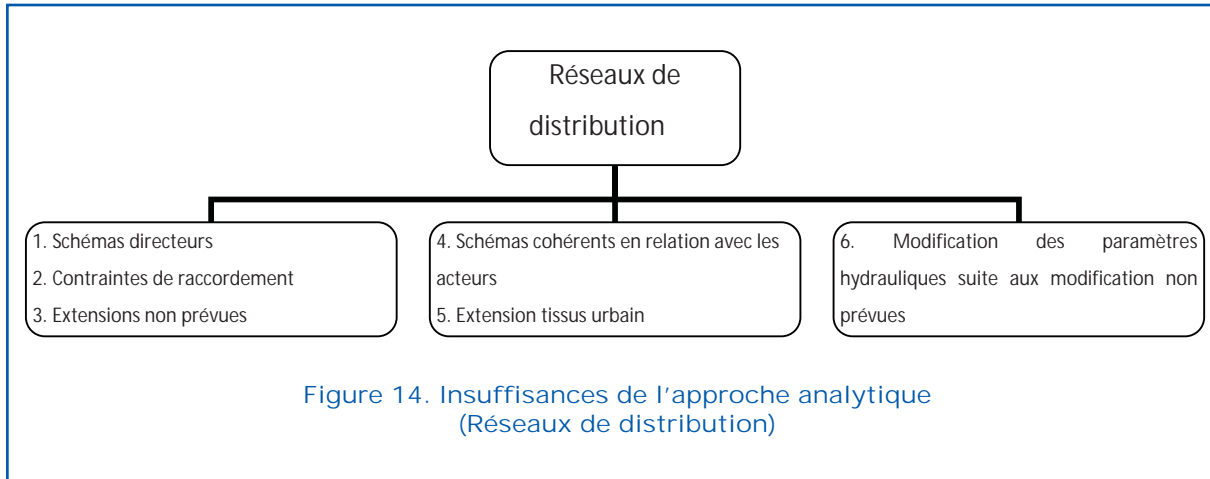 Réseaux de
distribution
1. Schémas directeurs
2. Contraintes de raccordement
3. Extensions non prévues
4. Schémas cohérents en relation avec les
acteurs
5. Extension tissus urbain
6. Modification des paramètres
hydrauliques suite aux modification non
prévues
Figure 14. Insuffisances de l’approche analytique
(Réseaux de distribution)